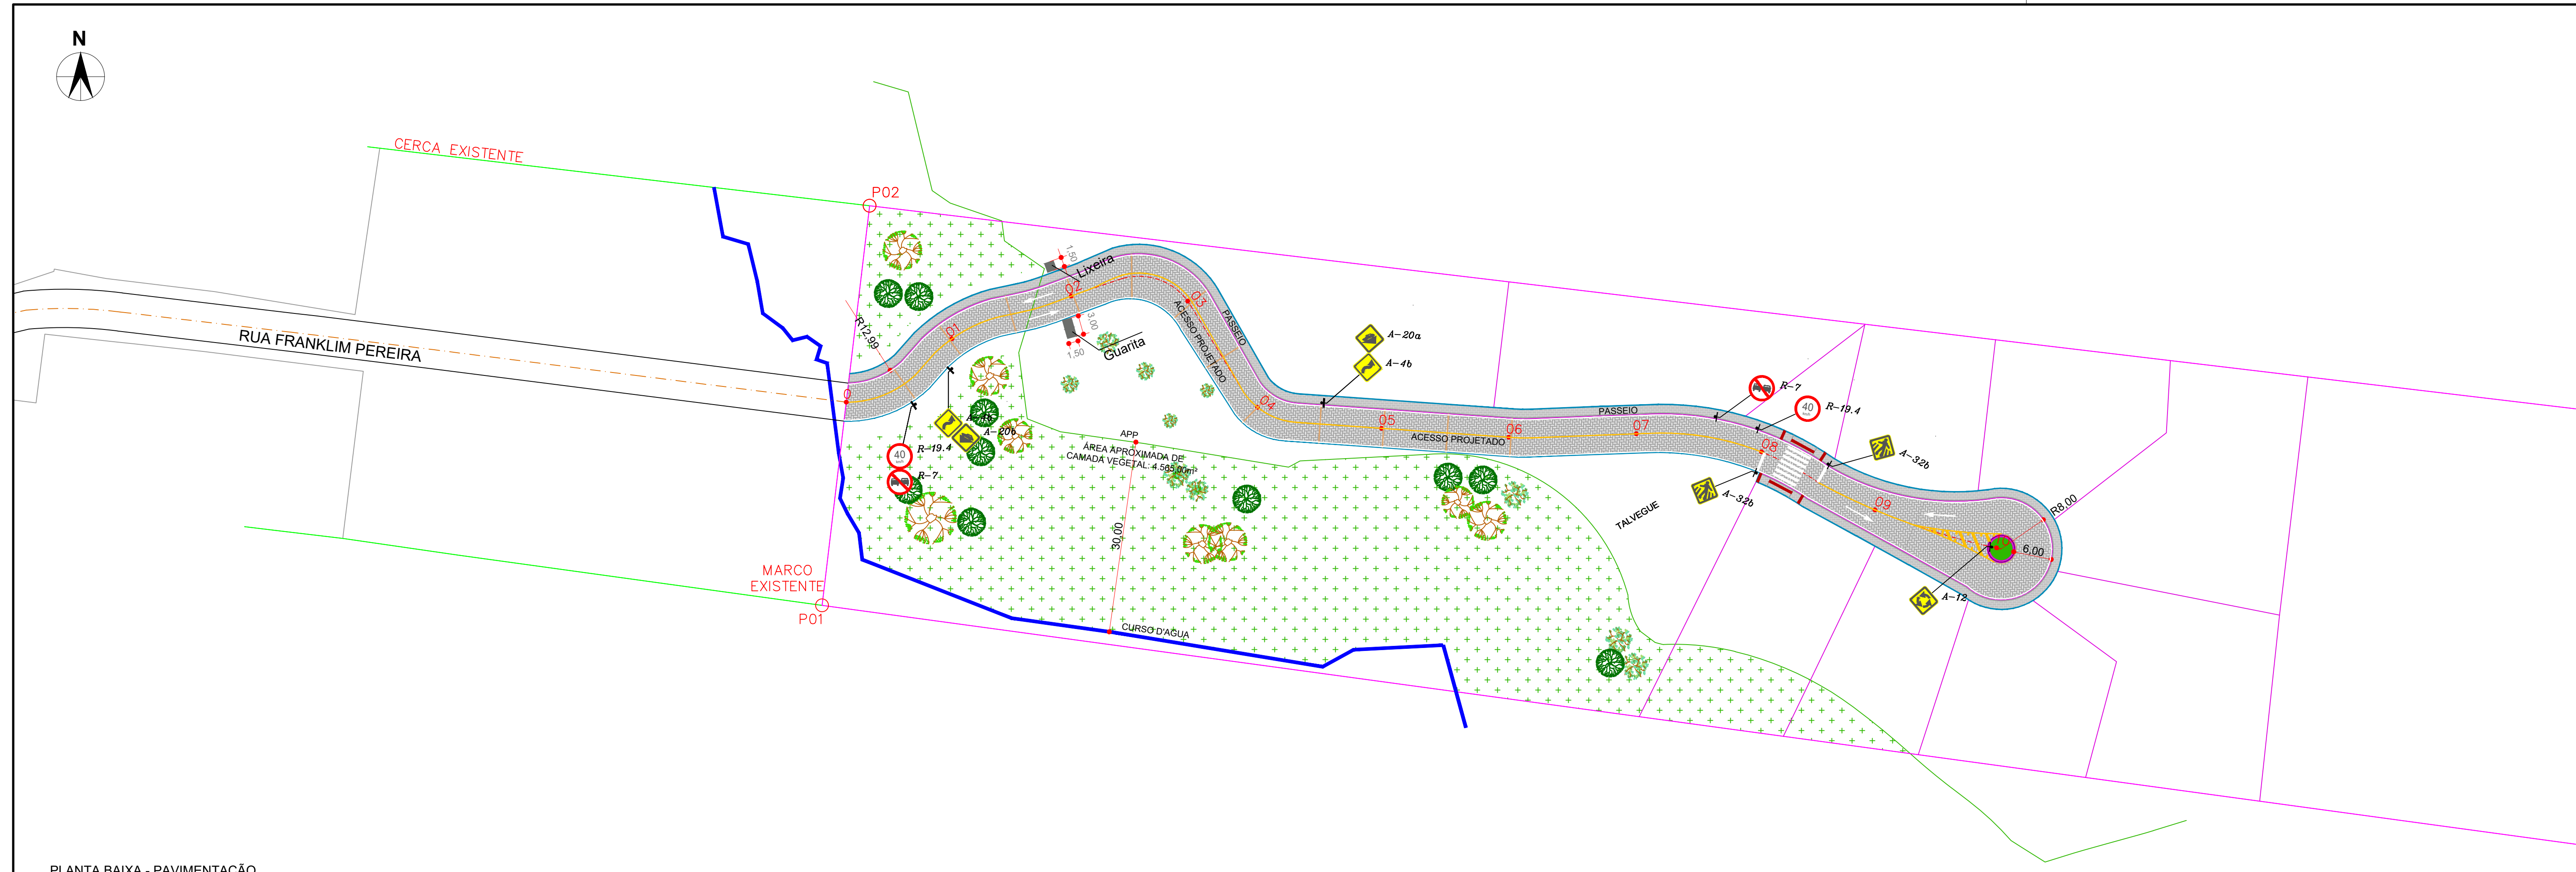 N
CERCA EXISTENTE
P02
RUA FRANKLIM PEREIRA
R12,99
0
01
02
03
04
05
06
07
08
09
1,50
Lixeira
3,00
1,50
Guarita
PASSEIO
ACESSO PROJETADO
A-20a
A-4b
PASSEIO
ACESSO PROJETADO
R-7
40
R-19.4
A-32b
A-32b
TALVEGUE
R8,00
6,00
A-12
A-20b
40
R-19.4
R-7
APP
ÁREA APROXIMADA DE
CAMADA VEGETAL: 4.565,00m²
30,00
CURSO D'AGUA
MARCO
EXISTENTE
P01
PLANTA BAIXA - PAVIMENTAÇÃO